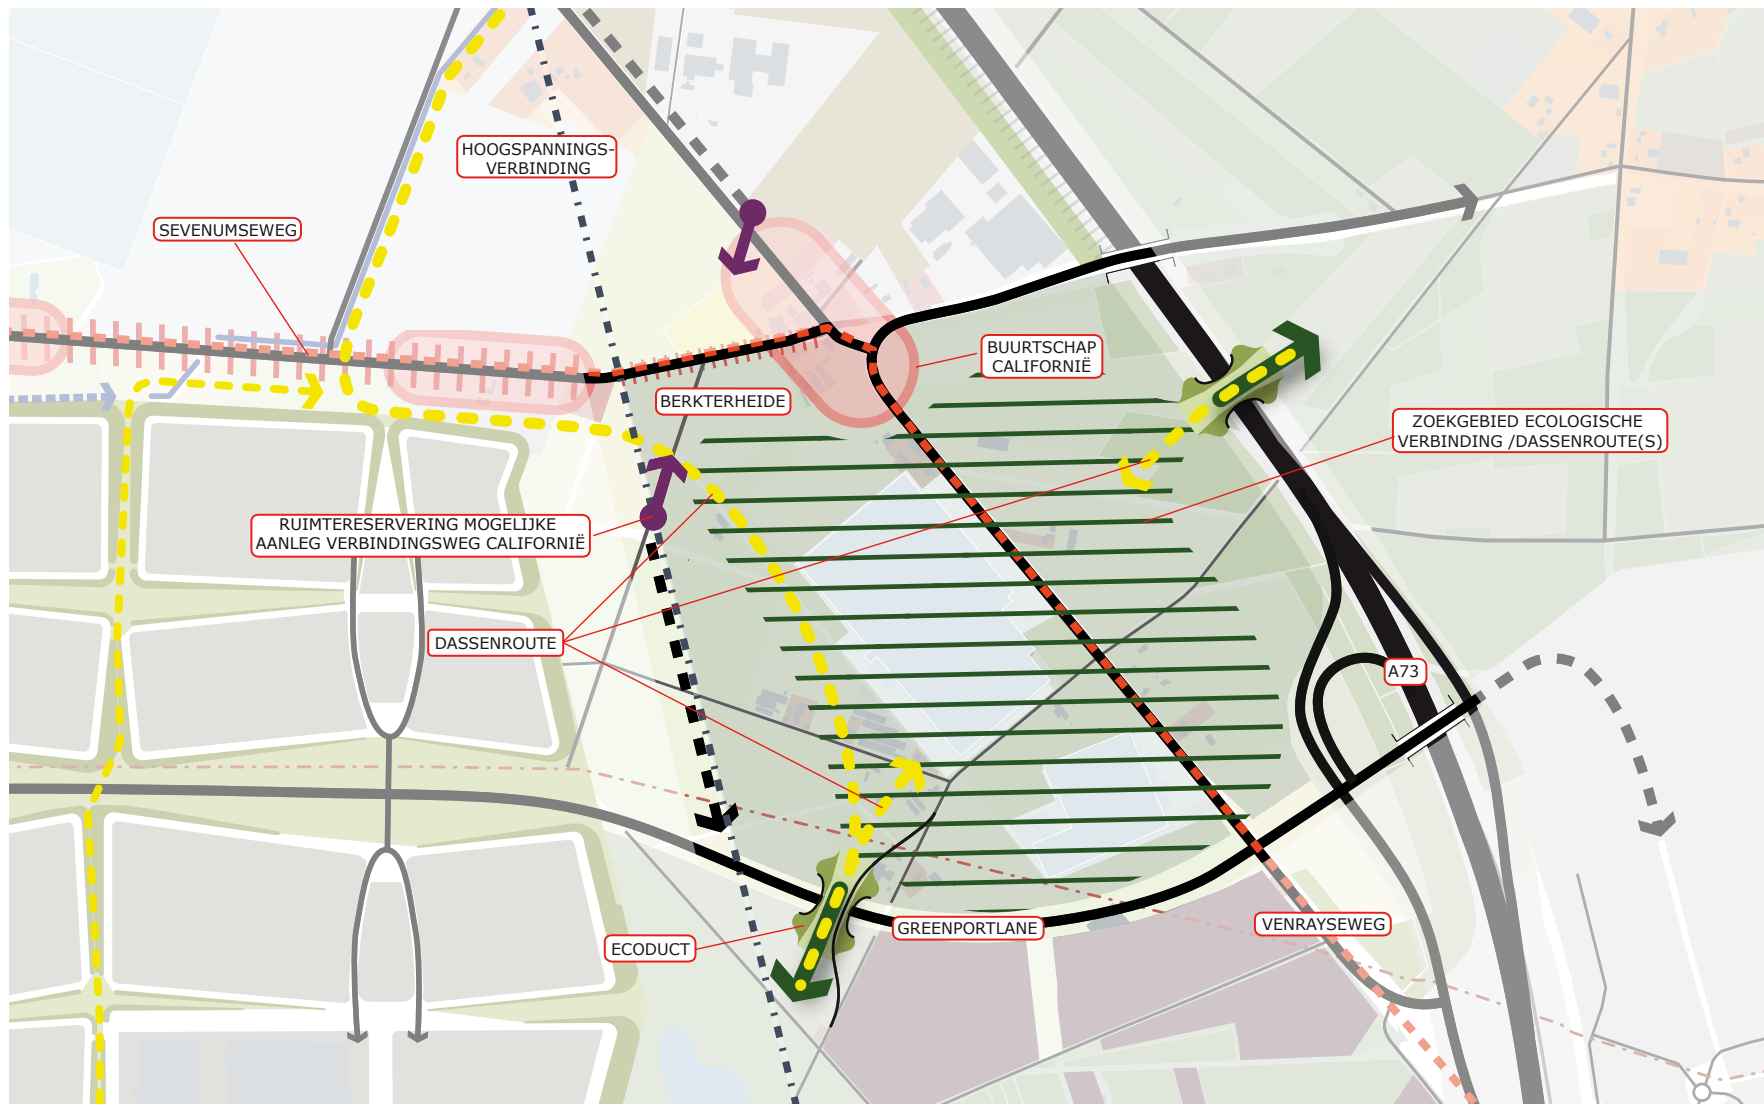 HOOGSPANNINGS-
VERBINDING
SEVENUMSEWEG
BUURTSCHAP
CALIFORNIË
BERKTERHEIDE
ZOEKGEBIED ECOLOGISCHE
VERBINDING /DASSENROUTE(S)
RUIMTERESERVERING MOGELIJKE
AANLEG VERBINDINGSWEG CALIFORNIË
DASSENROUTE
A73
GREENPORTLANE
VENRAYSEWEG
ECODUCT